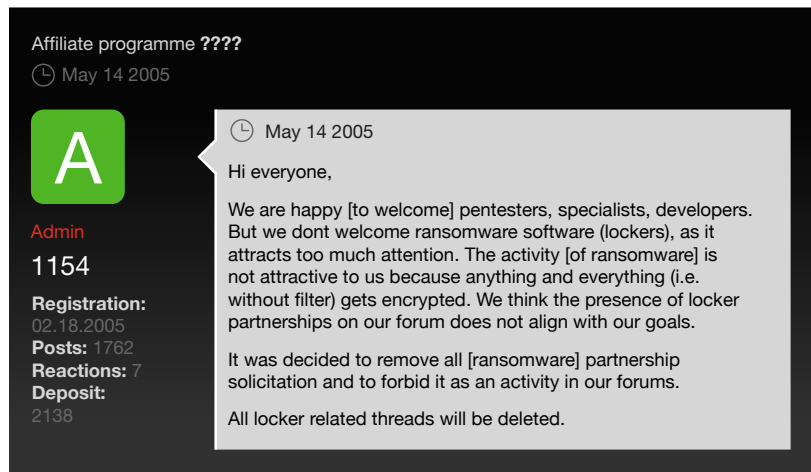 Affiliate programme ????
May 14 2005
A
Admin
1154
Registration:
02.18.2005
Posts: 1762
Reactions: 7
Deposit:
2138
May 14 2005
Hi everyone,
We are happy [to welcome] pentesters, specialists, developers.
But we dont welcome ransomware software (lockers), as it
attracts too much attention. The activity [of ransomware] is
not attractive to us because anything and everything (i.e.
without filter) gets encrypted. We think the presence of locker
partnerships on our forum does not align with our goals.
It was decided to remove all [ransomware] partnership
solicitation and to forbid it as an activity in our forums.
All locker related threads will be deleted.